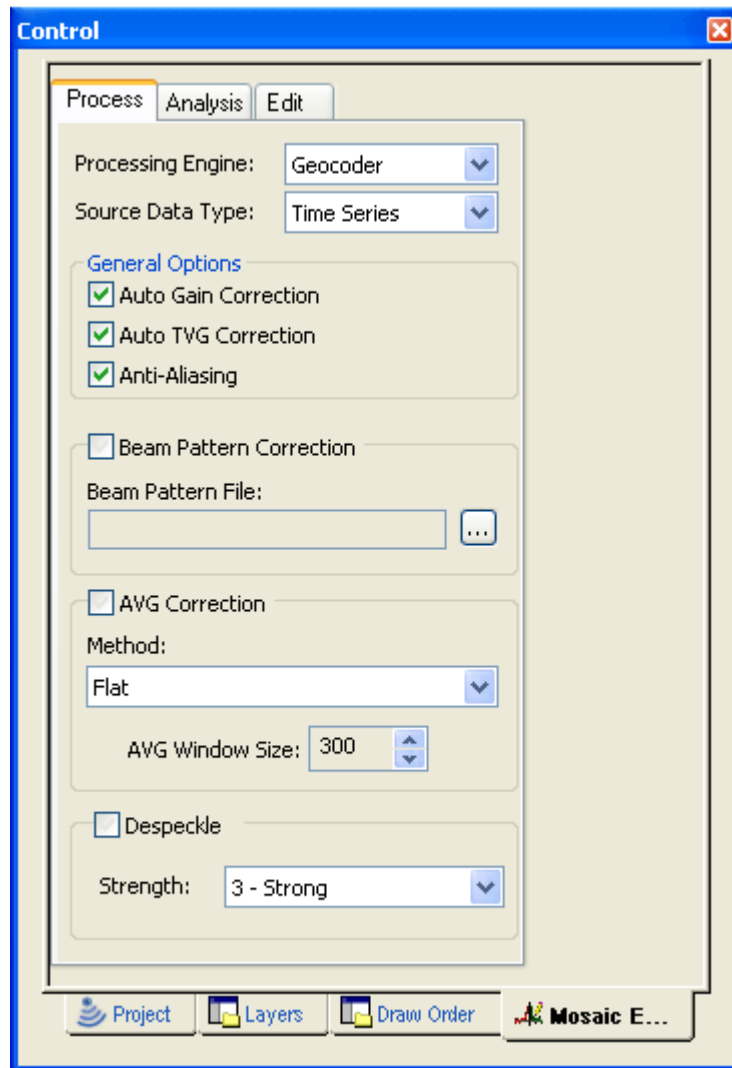 Control
Process Analysis Edit
Processing Engine: Geocoder
Source Data Type: Time Series
General Options
Auto Gain Correction
Auto TVG Correction
Anti-Aliasing
Beam Pattern Correction
Beam Pattern File:
...
AVG Correction
Method:
Flat
AVG Window Size: 300
Despeckle
Strength: 3 - Strong
Project Layers Draw Order Mosaic E...